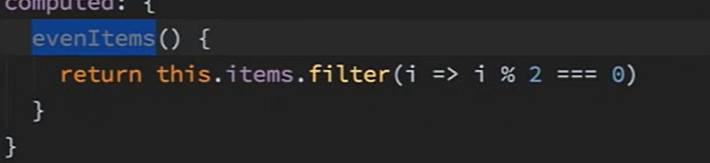 computed: {
evenItems() {
return this.items.filter(i => i % 2 === 0)
}
}